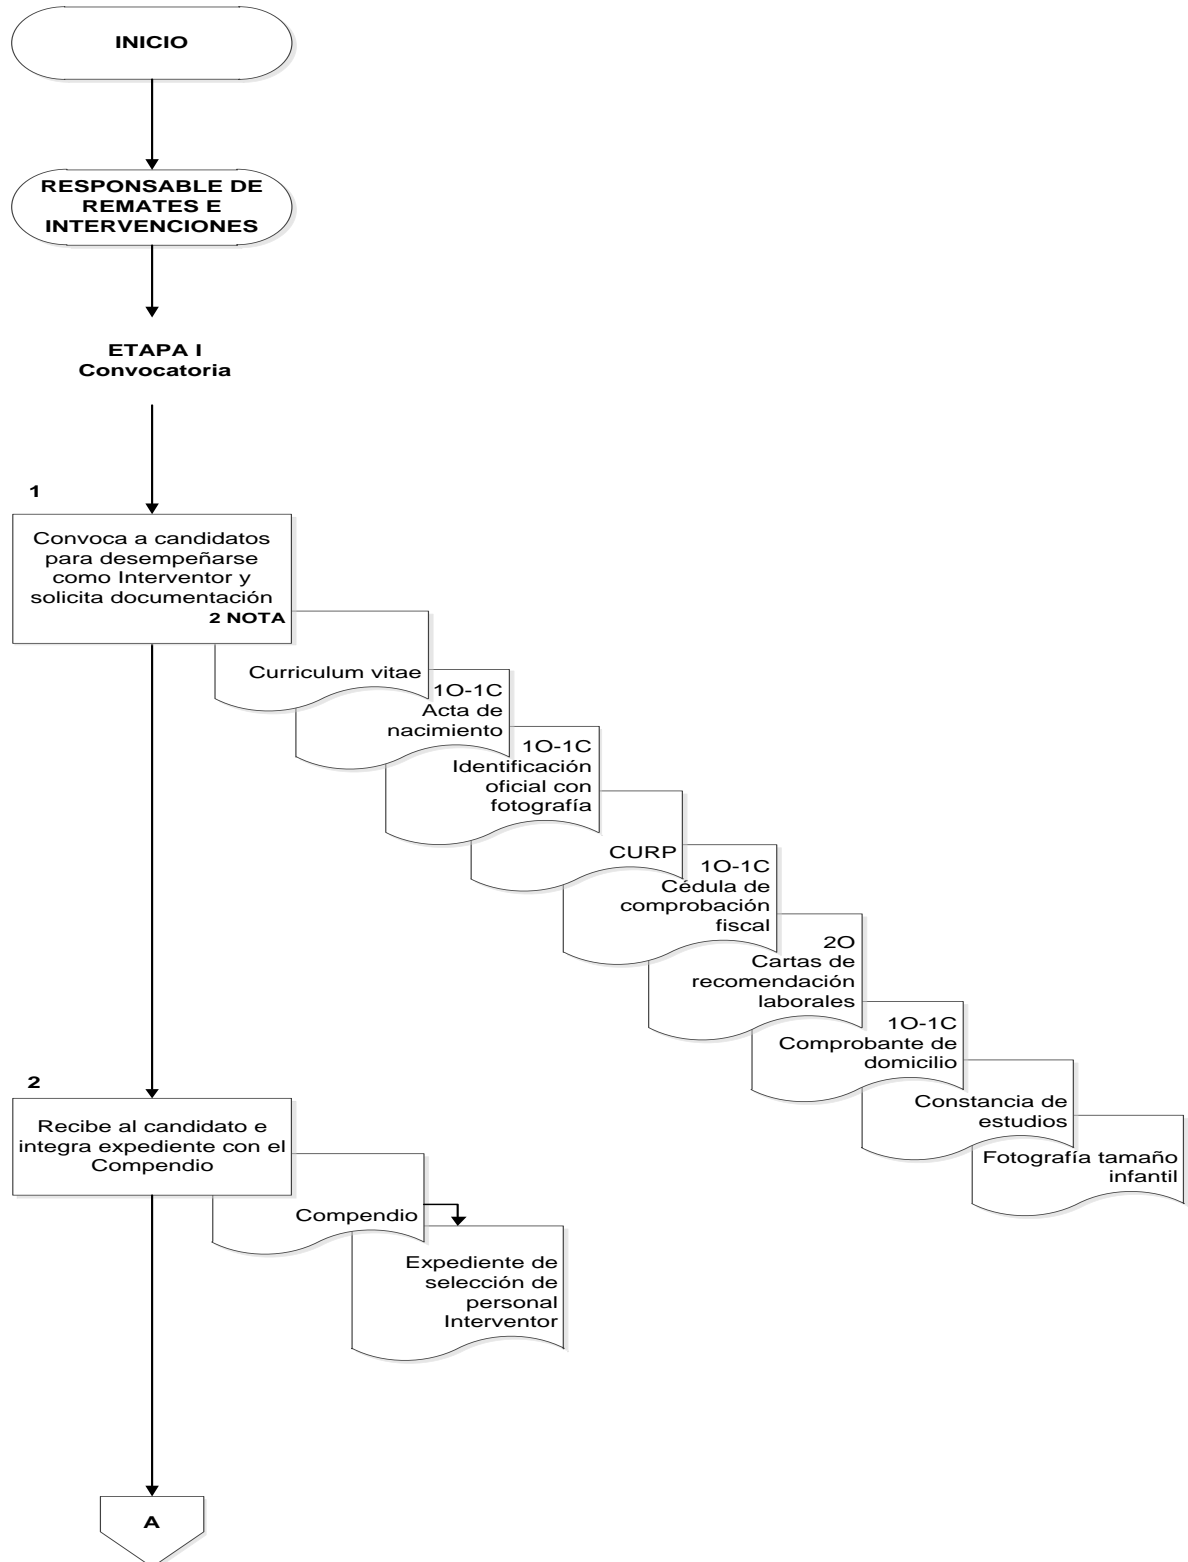 INICIO
RESPONSABLE DE
REMATES E
INTERVENCIONES
ETAPA I
Convocatoria
1
Convoca a candidatos
para desempeñarse
como Interventor y
solicita documentación
2 NOTA
Curriculum vitae
1O-1C
Acta de
nacimiento
1O-1C
Identificación
oficial con
fotografía
CURP
1O-1C
Cédula de
comprobación
fiscal
2O
Cartas de
recomendación
laborales
1O-1C
Comprobante de
domicilio
Constancia de
estudios
Fotografía tamaño
infantil
2
Recibe al candidato e
integra expediente con el
Compendio
Compendio
Expediente de
selección de
personal
Interventor
A